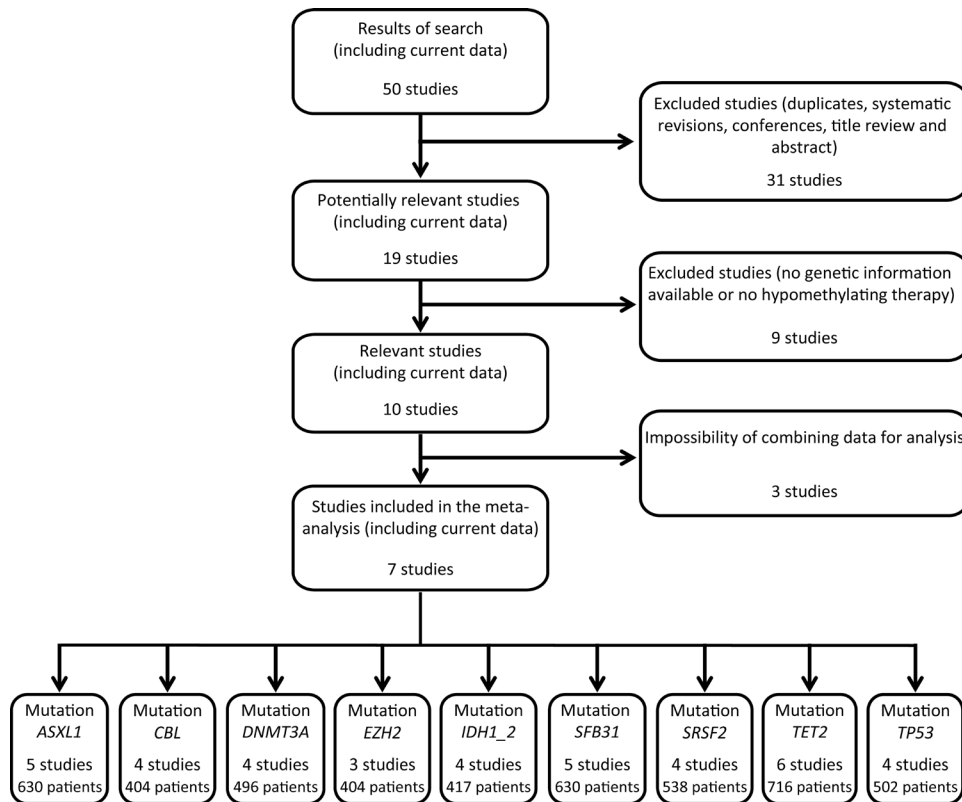 Results of search
(including current data)
50 studies
Excluded studies (duplicates, systematic
revisions, conferences, title review and
abstract)
31 studies
Potentially relevant studies
(including current data)
19 studies
Excluded studies (no genetic information
available or no hypomethylating therapy)
9 studies
Relevant studies
(including current data)
10 studies
Impossibility of combining data for analysis
3 studies
Studies included in the meta-
analysis (including current data)
7 studies
Mutation
ASXL1
5 studies
630 patients
Mutation
CBL
4 studies
404 patients
Mutation
DNMT3A
4 studies
496 patients
Mutation
EZH2
3 studies
404 patients
Mutation
IDH1_2
4 studies
417 patients
Mutation
SFB31
5 studies
630 patients
Mutation
SRSF2
4 studies
538 patients
Mutation
TET2
6 studies
716 patients
Mutation
TP53
4 studies
502 patients